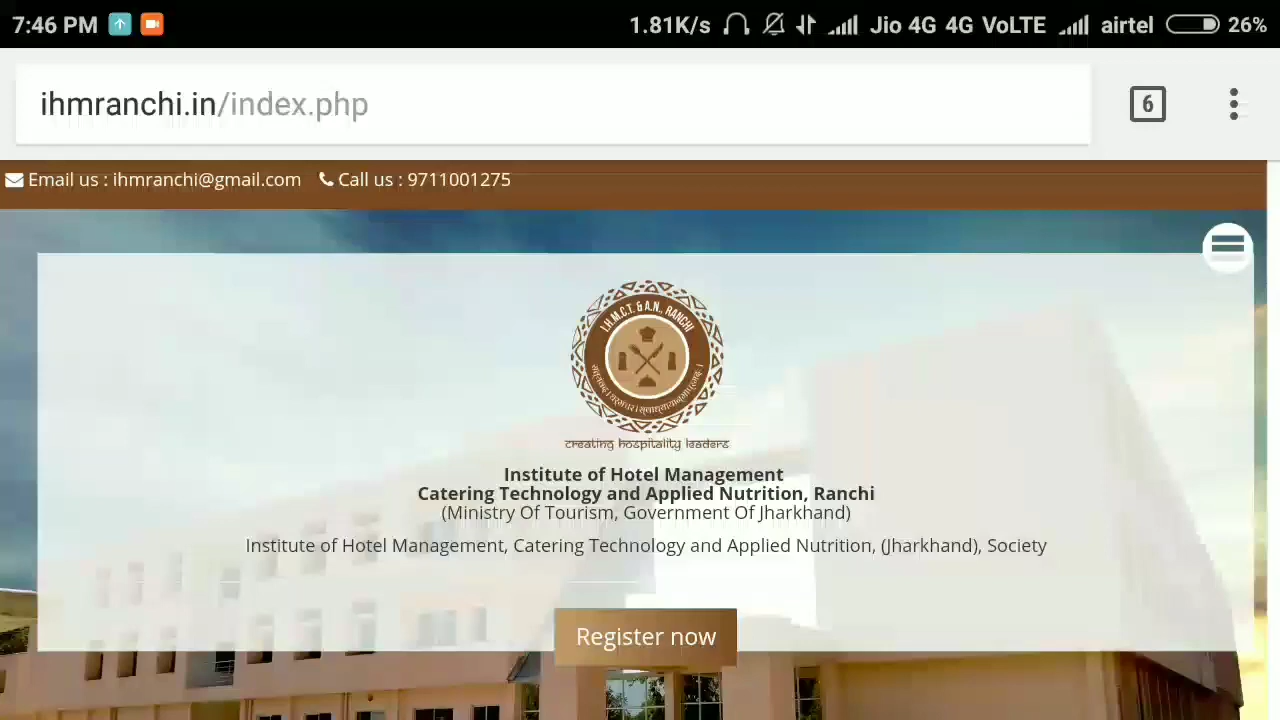 7:46 PM 1.81K/s Jio 4G 4G VoLTE airtel 26%
ihmranchi.in/index.php 6
Email us : ihmranchi@gmail.com Call us : 9711001275
I.H.M.C.T. & A.N., RANCHI
creating hospitality leaders
Institute of Hotel Management
Catering Technology and Applied Nutrition, Ranchi
(Ministry Of Tourism, Government Of Jharkhand)
Institute of Hotel Management, Catering Technology and Applied Nutrition, (Jharkhand), Society
Register now